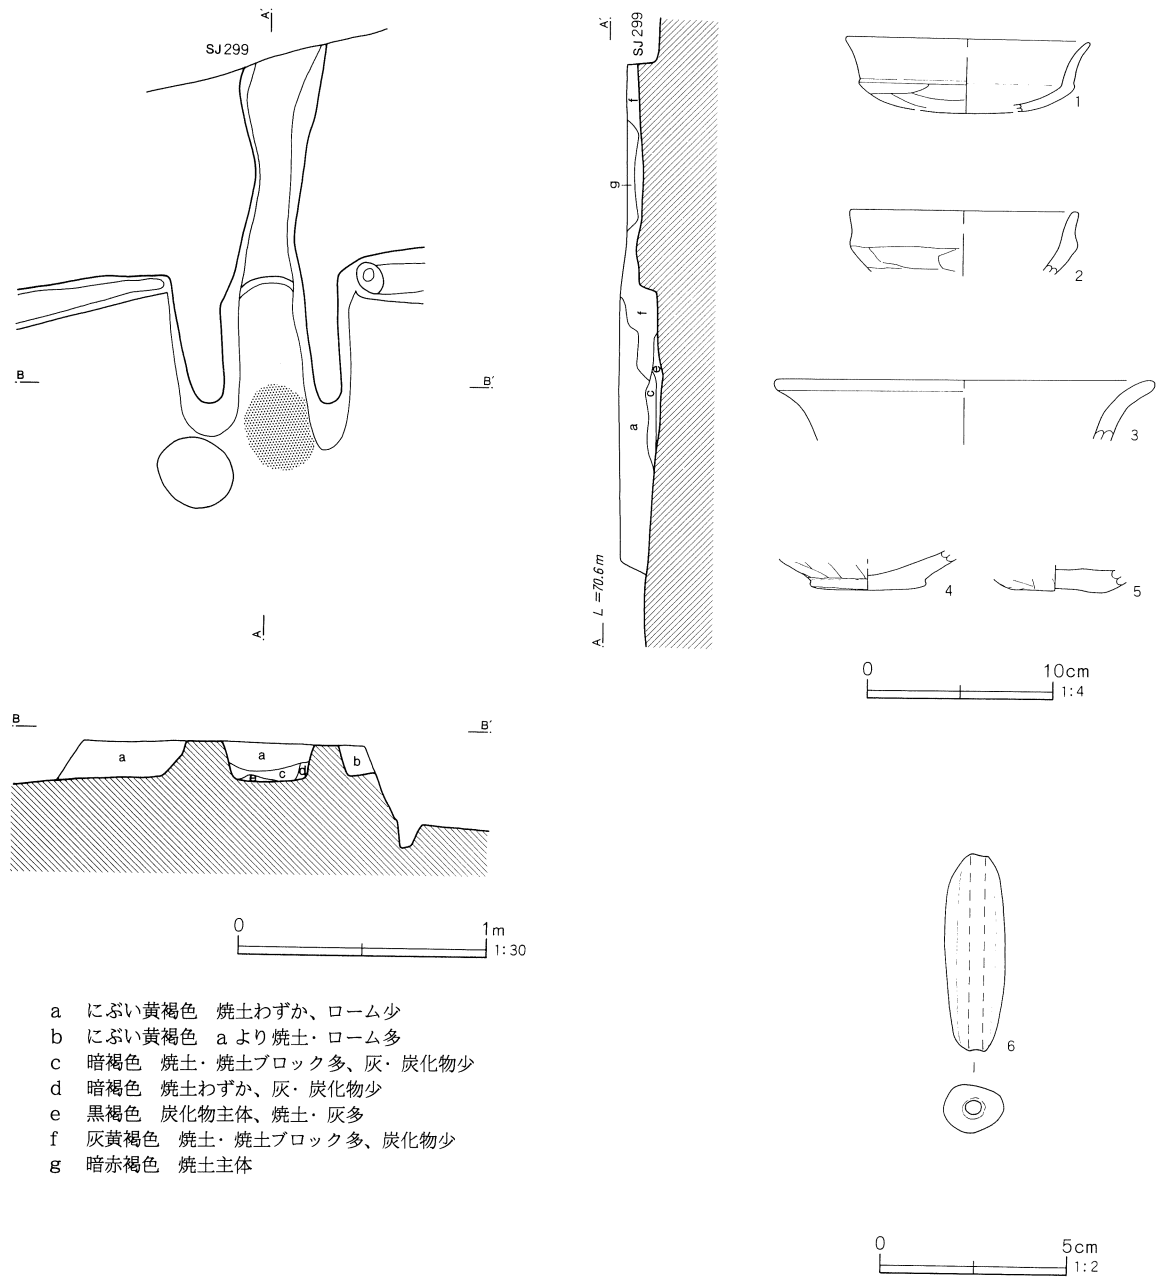 A′
SJ299
B
B′
A
A′
SJ299
f
g
f
e
c
a
A
L=70.6m
1
2
3
4
5
0 10cm
1:4
B
B′
a
a
b
e
c
d
0 1m
1:30
a にぶい黄褐色 焼土わずか、ローム少
b にぶい黄褐色 aより焼土・ローム多
c 暗褐色 焼土・焼土ブロック多、灰・炭化物少
d 暗褐色 焼土わずか、灰・炭化物少
e 黒褐色 炭化物主体、焼土・灰多
f 灰黄褐色 焼土・焼土ブロック多、炭化物少
g 暗赤褐色 焼土主体
6
0 5cm
1:2